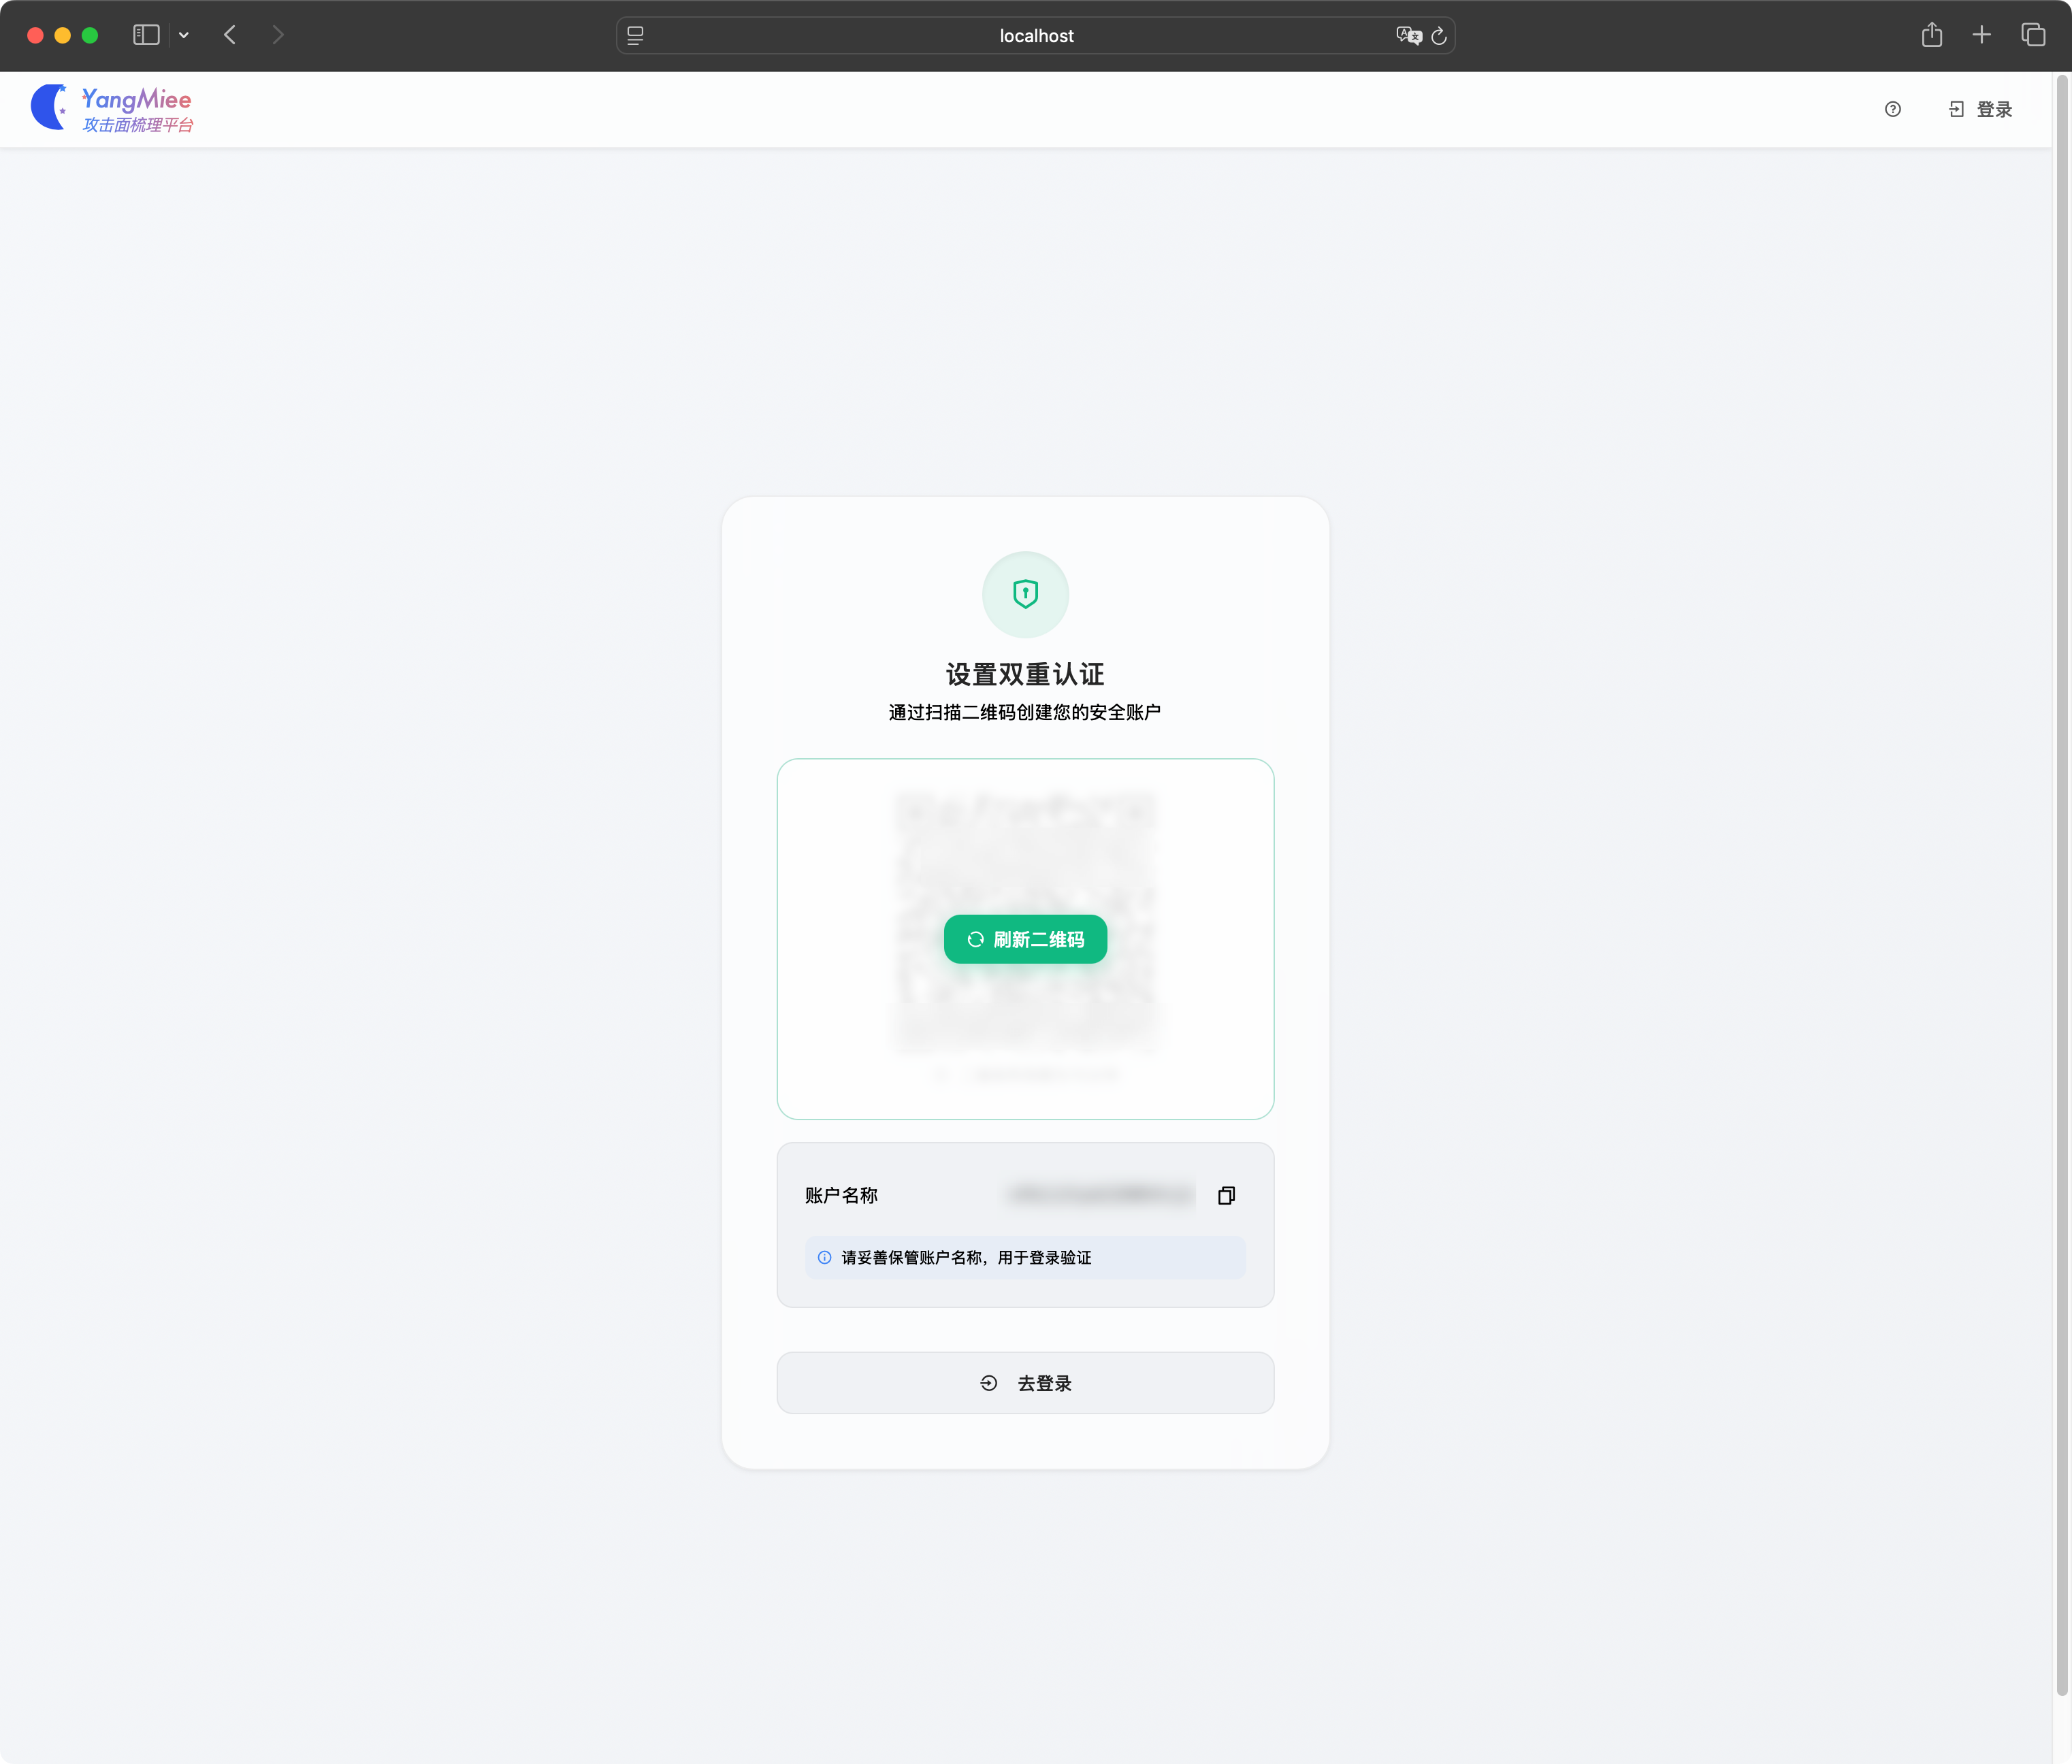 localhost
YangMiee
攻击面梳理平台
登录
设置双重认证
通过扫描二维码创建您的安全账户
刷新二维码
账户名称
请妥善保管账户名称，用于登录验证
去登录